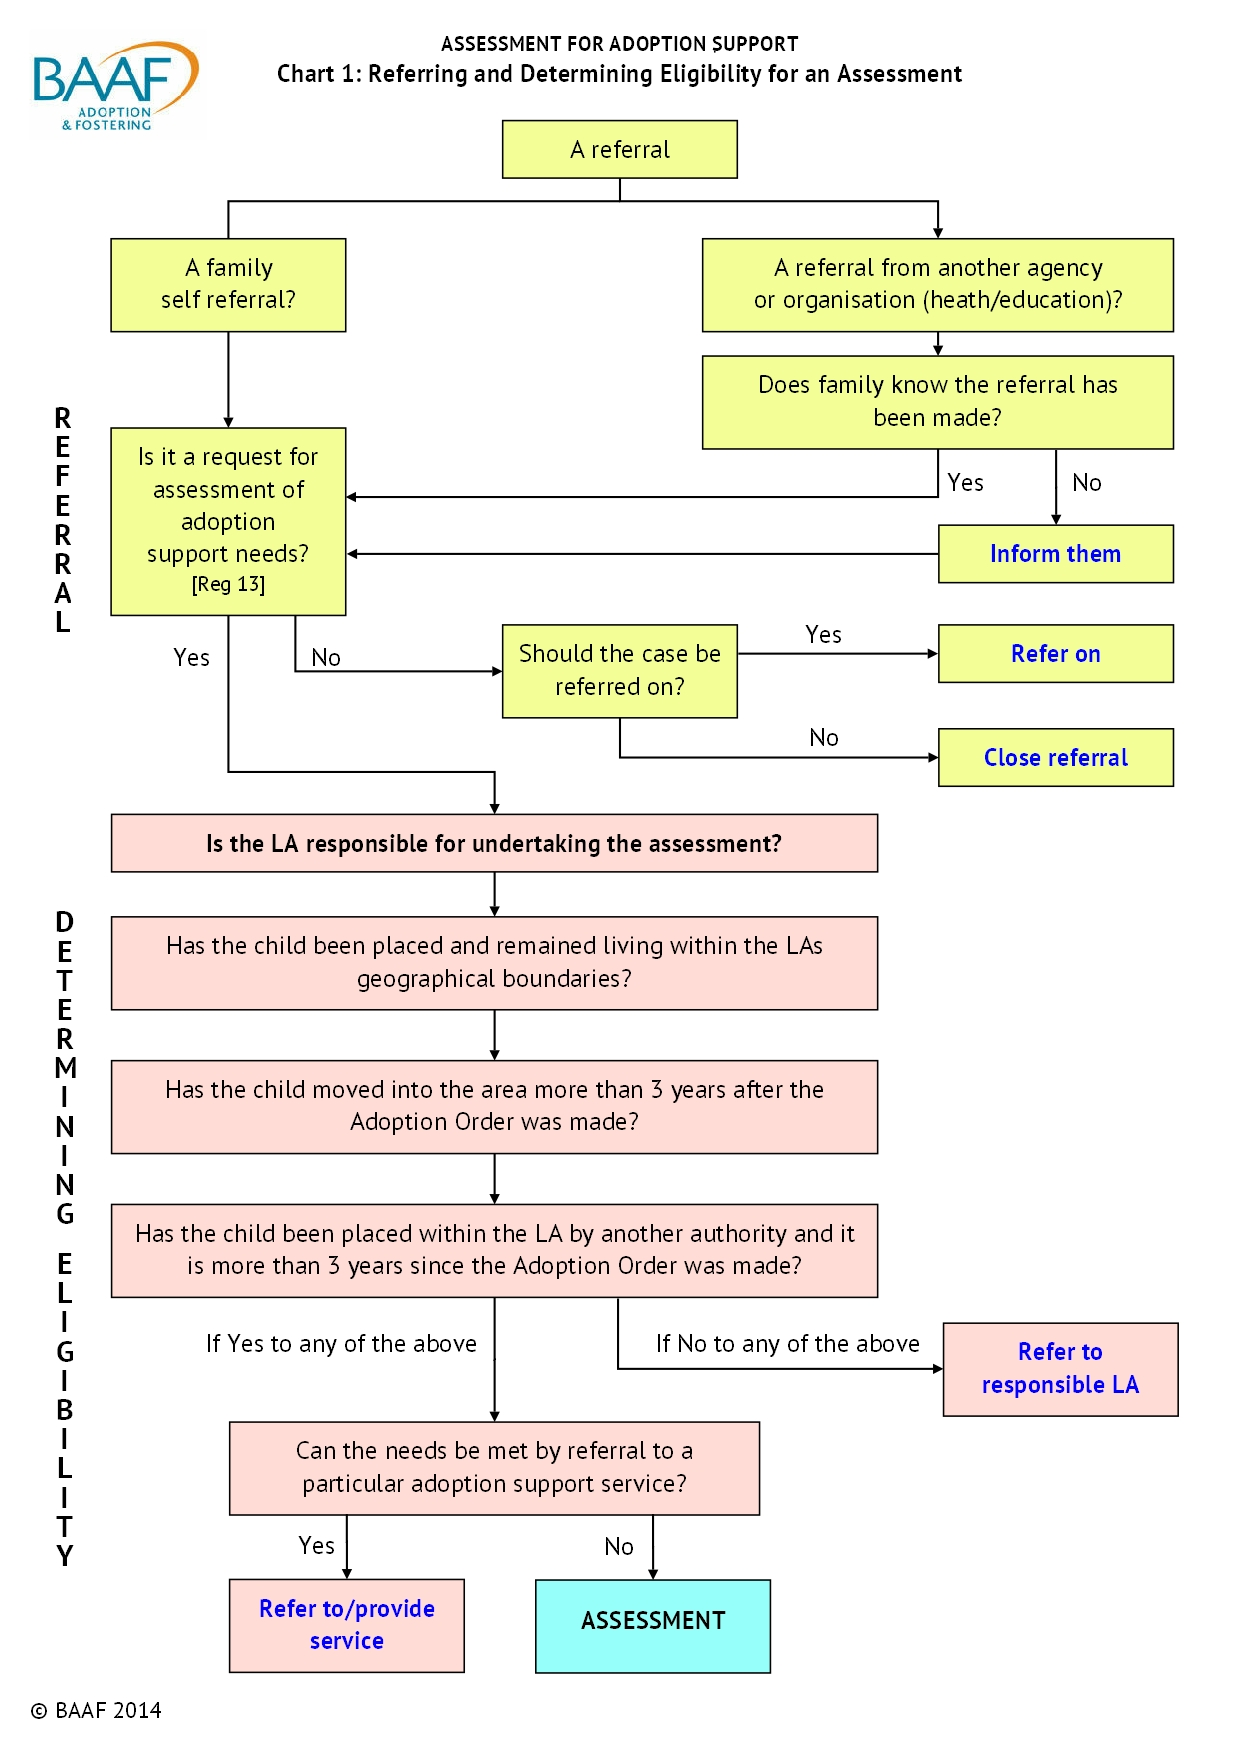 ASSESSMENT FOR ADOPTION SUPPORT
Chart 1: Referring and Determining Eligibility for an Assessment
BAAF
ADOPTION
& FOSTERING
A referral
A family
self referral?
A referral from another agency
or organisation (heath/education)?
Does family know the referral has
been made?
Yes
No
Inform them
Is it a request for
assessment of
adoption
support needs?
[Reg 13]
REFERRAL
Yes
No
Should the case be
referred on?
Yes
Refer on
No
Close referral
Is the LA responsible for undertaking the assessment?
DETERMINING ELIGIBILITY
Has the child been placed and remained living within the LAs
geographical boundaries?
Has the child moved into the area more than 3 years after the
Adoption Order was made?
Has the child been placed within the LA by another authority and it
is more than 3 years since the Adoption Order was made?
If Yes to any of the above
If No to any of the above
Refer to
responsible LA
Can the needs be met by referral to a
particular adoption support service?
Yes
No
Refer to/provide
service
ASSESSMENT
© BAAF 2014